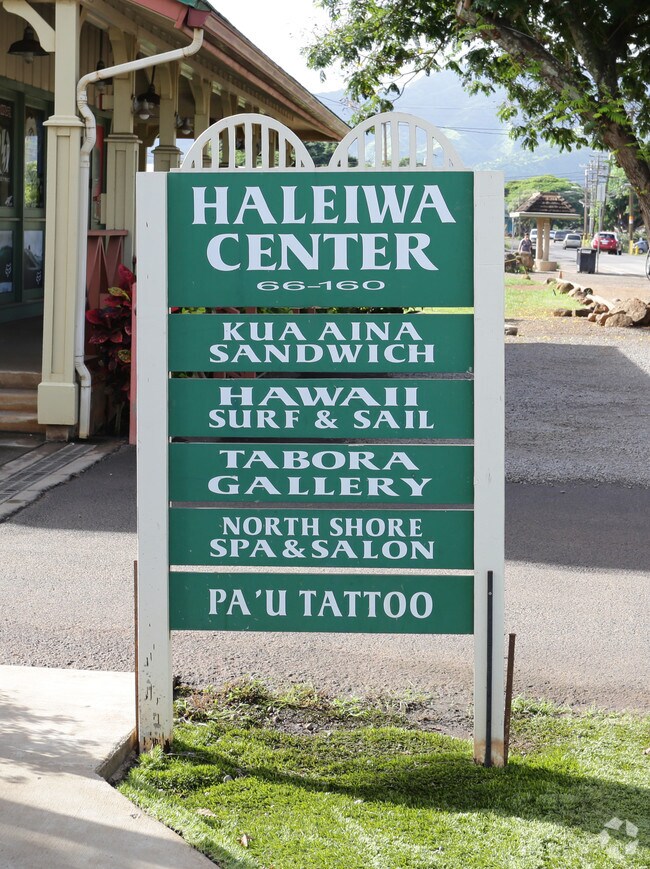 HALEIWA
CENTER
66-160
KUA AINA
SANDWICH
HAWAII
SURF & SAIL
TABORA
GALLERY
NORTH SHORE
SPA & SALON
PA'U TATTOO